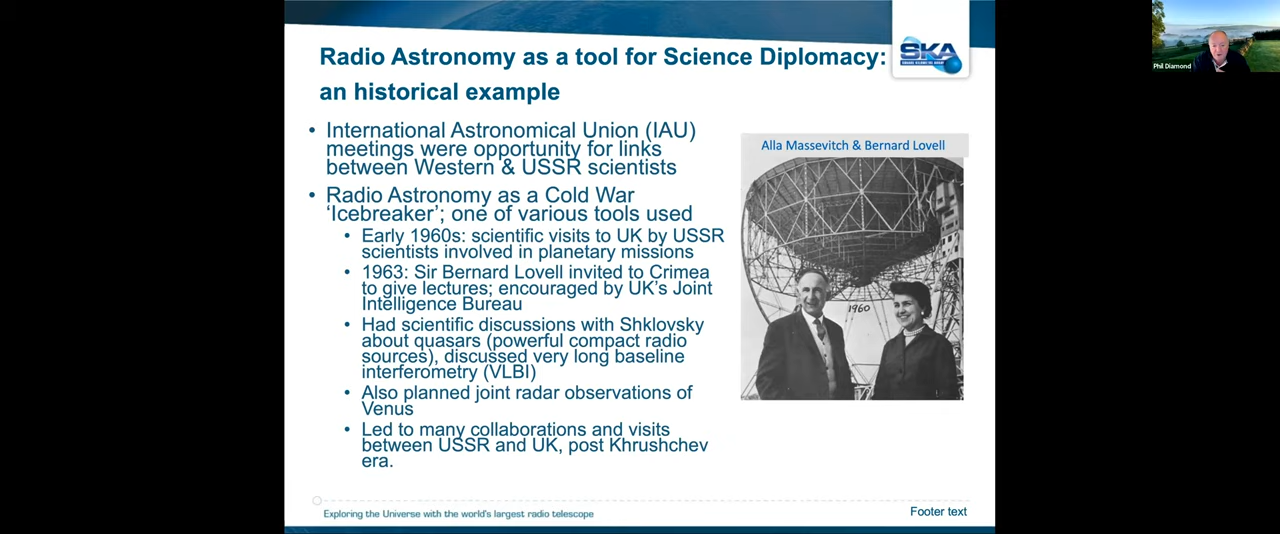 Radio Astronomy as a tool for Science Diplomacy:
an historical example
SKA
• International Astronomical Union (IAU)
meetings were opportunity for links
between Western & USSR scientists
• Radio Astronomy as a Cold War
‘Icebreaker’; one of various tools used
• Early 1960s: scientific visits to UK by USSR
scientists involved in planetary missions
• 1963: Sir Bernard Lovell invited to Crimea
to give lectures; encouraged by UK’s Joint
Intelligence Bureau
• Had scientific discussions with Shklovsky
about quasars (powerful compact radio
sources), discussed very long baseline
interferometry (VLBI)
• Also planned joint radar observations of
Venus
• Led to many collaborations and visits
between USSR and UK, post Khrushchev
era.
Alla Massevitch & Bernard Lovell
1960
Exploring the Universe with the world's largest radio telescope
Footer text
Phil Diamond